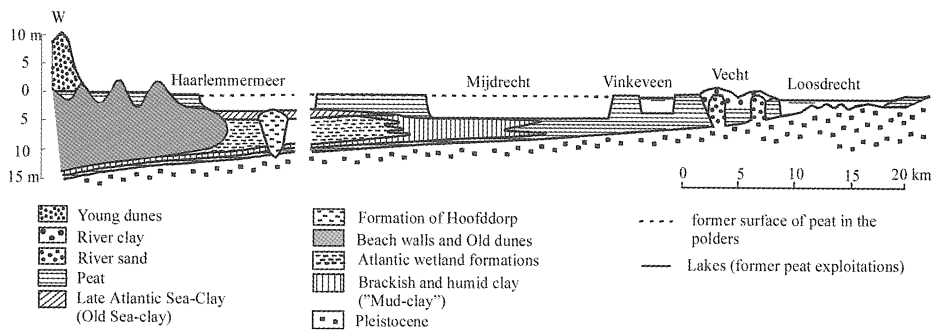 W
10 m
5
0
5
10
15 m
Haarlemmermeer
Mijdrecht
Vinkeveen
Vecht
Loosdrecht
0 5 10 15 20 km
Young dunes
River clay
River sand
Peat
Late Atlantic Sea-Clay
(Old Sea-clay)
Formation of Hoofddorp
Beach walls and Old dunes
Atlantic wetland formations
Brackish and humid clay
("Mud-clay")
Pleistocene
former surface of peat in the
polders
Lakes (former peat exploitations)